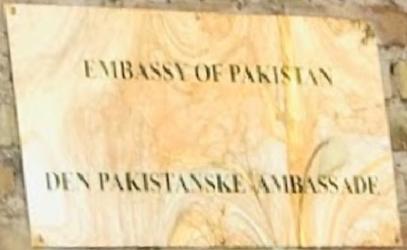 EMBASSY OF PAKISTAN
DEN PAKISTANSKE AMBASSADE